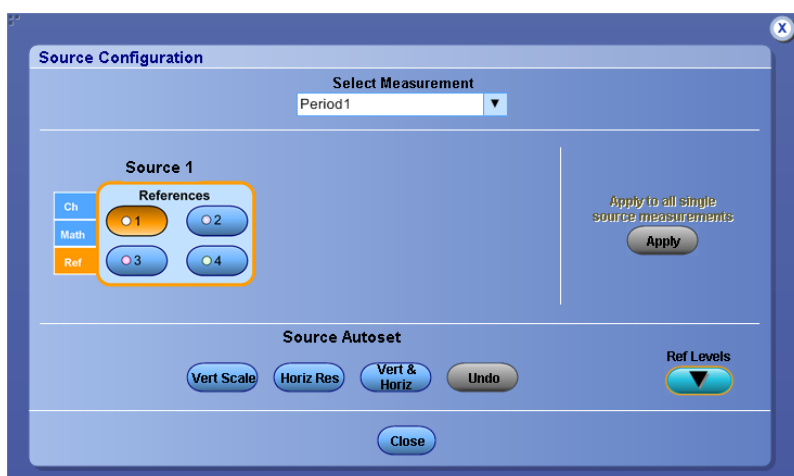 X
Source Configuration
Select Measurement
Period1
Source 1
References
Ch
Math
Ref
1
2
3
4
Apply to all single
source measurements
Apply
Source Autoset
Vert Scale
Horiz Res
Vert &
Horiz
Undo
Ref Levels
Close